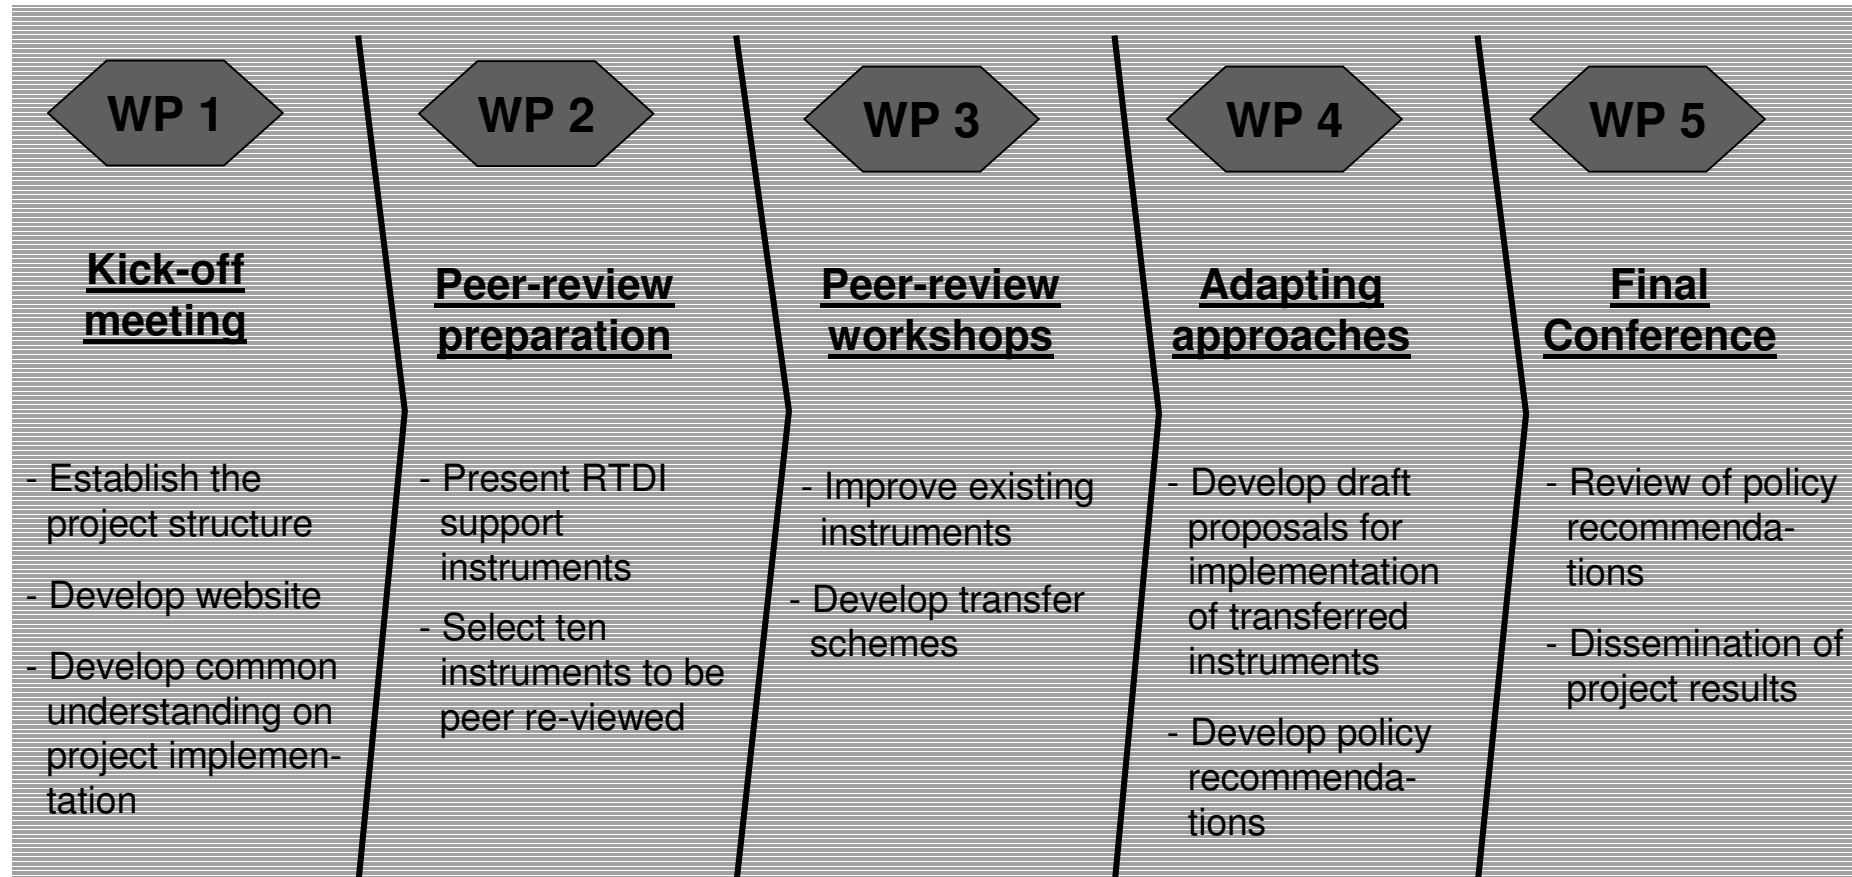 WP 1
Kick-off
meeting
- Establish the
project structure
- Develop website
- Develop common
understanding on
project implemen-
tation
WP 2
Peer-review
preparation
- Present RTDI
support
instruments
- Select ten
instruments to be
peer re-viewed
WP 3
Peer-review
workshops
- Improve existing
instruments
- Develop transfer
schemes
WP 4
Adapting
approaches
- Develop draft
proposals for
implementation
of transferred
instruments
- Develop policy
recommenda-
tions
WP 5
Final
Conference
- Review of policy
recommenda-
tions
- Dissemination of
project results